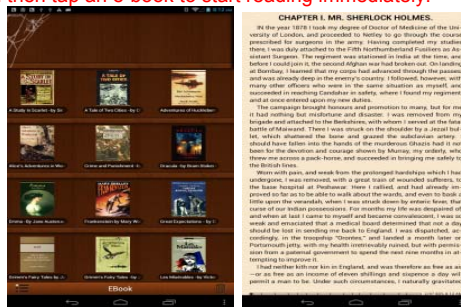 then tap an e-book to start reading immediately.
A Study in Scarlet - by Sir
A Tale of Two Cities - by C
Adventures of Huckleberr
Alice's Adventures in Wo
Crime and Punishment -
Dracula - by Bram Stoker
Emma - By Jane Austen
Frankenstein by Mary W
Great Expectations - by C
Grimm's Fairy Tales by
Grimm's Fairy Tales - by
Les Misérables - by Victor
EBook
CHAPTER I. MR. SHERLOCK HOLMES.
IN the year 1878 I took my degree of Doctor of Medicine of the Uni-
versity of London, and proceeded to Netley to go through the course
prescribed for surgeons in the army. Having completed my studies
there, I was duly attached to the Fifth Northumberland Fusiliers as As-
sistant Surgeon. The regiment was stationed in India at the time, and
before I could join it, the second Afghan war had broken out. On landing
at Bombay, I learned that my corps had advanced through the passes
and was already deep in the enemy's country. I followed, however, with
many other officers who were in the same situation as myself, and
succeeded in reaching Candahar in safety, where I found my regiment,
and at once entered upon my new duties.
The campaign brought honours and promotion to many, but for me
it had nothing but misfortune and disaster. I was removed from my
brigade and attached to the Berkshires, with whom I served at the fatal
battle of Maiwand. There I was struck on the shoulder by a Jezail bul-
let, which shattered the bone and grazed the subclavian artery. I
should have fallen into the hands of the murderous Ghazis had it not
been for the devotion and courage shown by Murray, my orderly, who
threw me across a pack-horse, and succeeded in bringing me safely to
the British lines.
Worn with pain, and weak from the prolonged hardships which I had
undergone, I was removed, with a great train of wounded sufferers, to
the base hospital at Peshawar. Here I rallied, and had already im-
proved so far as to be able to walk about the wards, and even to bask a
little upon the verandah, when I was struck down by enteric fever, that
curse of our Indian possessions. For months my life was despaired of,
and when at last I came to myself and became convalescent, I was so
weak and emaciated that a medical board determined that not a day
should be lost in sending me back to England. I was dispatched, ac-
cordingly, in the troopship "Orontes," and landed a month later on
Portsmouth jetty, with my health irretrievably ruined, but with permis-
sion from a paternal government to spend the next nine months in at-
tempting to improve it.
I had neither kith nor kin in England, and was therefore as free as air
—or as free as an income of eleven shillings and sixpence a day will
permit a man to be. Under such circumstances, I naturally gravitated